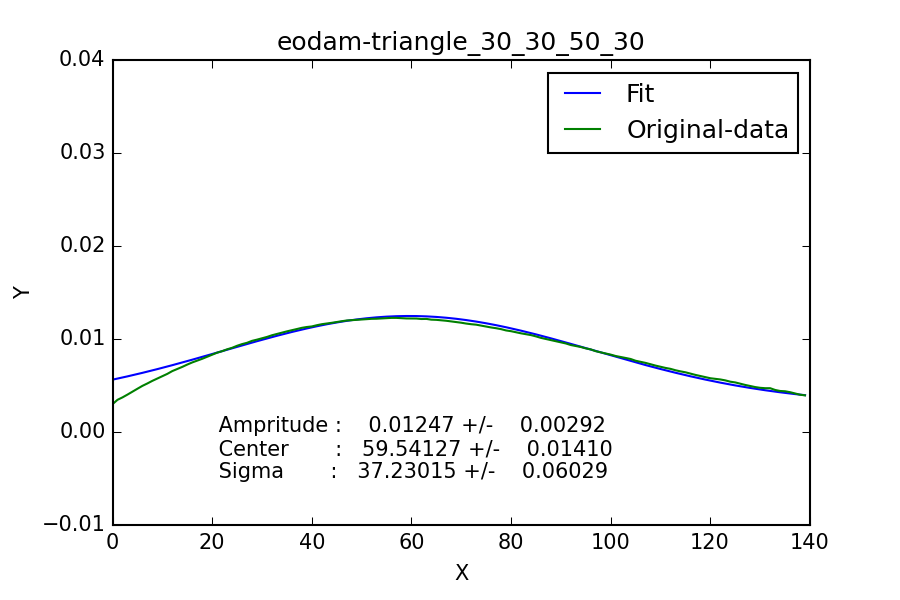 eodam-triangle_30_30_50_30
0.04
0.03
0.02
0.01
0.00
−0.01
Y
Fit
Original-data
Ampritude : 0.01247 +/- 0.00292
Center : 59.54127 +/- 0.01410
Sigma : 37.23015 +/- 0.06029
0 20 40 60 80 100 120 140
X